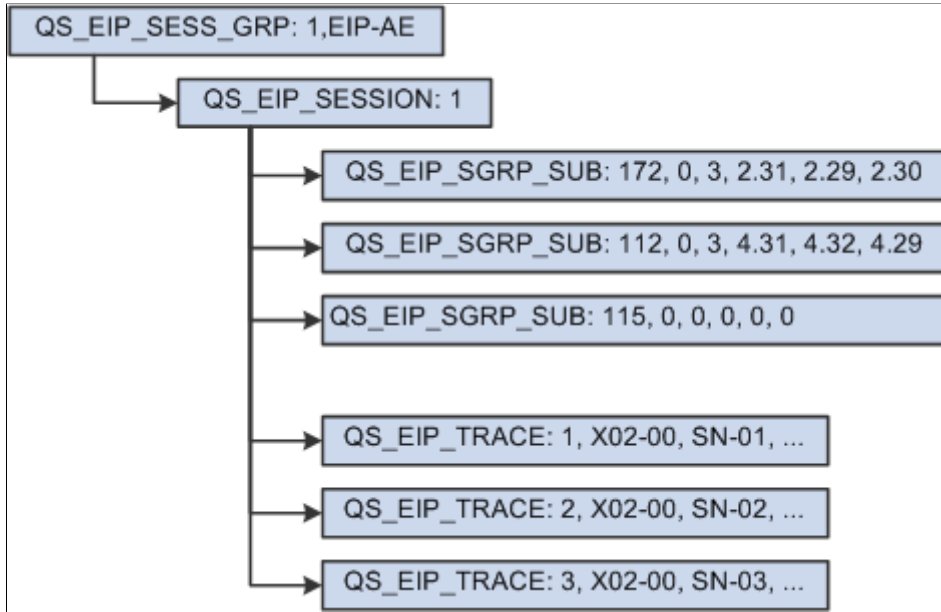 QS_EIP_SESS_GRP: 1,EIP-AE
QS_EIP_SESSION: 1
QS_EIP_SGRP_SUB: 172, 0, 3, 2.31, 2.29, 2.30
QS_EIP_SGRP_SUB: 112, 0, 3, 4.31, 4.32, 4.29
QS_EIP_SGRP_SUB: 115, 0, 0, 0, 0, 0
QS_EIP_TRACE: 1, X02-00, SN-01, ...
QS_EIP_TRACE: 2, X02-00, SN-02, ...
QS_EIP_TRACE: 3, X02-00, SN-03, ...